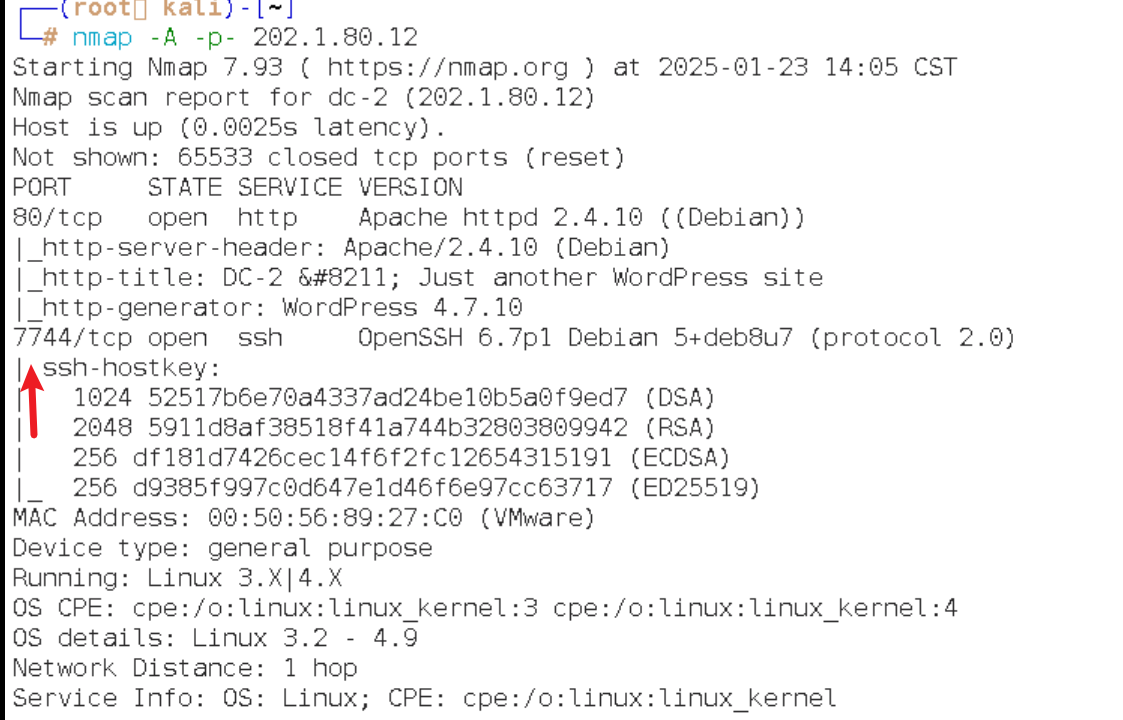 (root kali)-[~]
# nmap -A -p- 202.1.80.12
Starting Nmap 7.93 ( https://nmap.org ) at 2025-01-23 14:05 CST
Nmap scan report for dc-2 (202.1.80.12)
Host is up (0.0025s latency).
Not shown: 65533 closed tcp ports (reset)
PORT     STATE SERVICE VERSION
80/tcp   open  http    Apache httpd 2.4.10 ((Debian))
|_http-server-header: Apache/2.4.10 (Debian)
|_http-title: DC-2 &#8211; Just another WordPress site
|_http-generator: WordPress 4.7.10
7744/tcp open  ssh     OpenSSH 6.7p1 Debian 5+deb8u7 (protocol 2.0)
| ssh-hostkey:
|   1024 52517b6e70a4337ad24be10b5a0f9ed7 (DSA)
|   2048 5911d8af38518f41a744b32803809942 (RSA)
|   256 df181d7426cec14f6f2fc12654315191 (ECDSA)
|_  256 d9385f997c0d647e1d46f6e97cc63717 (ED25519)
MAC Address: 00:50:56:89:27:C0 (VMware)
Device type: general purpose
Running: Linux 3.X|4.X
OS CPE: cpe:/o:linux:linux_kernel:3 cpe:/o:linux:linux_kernel:4
OS details: Linux 3.2 - 4.9
Network Distance: 1 hop
Service Info: OS: Linux; CPE: cpe:/o:linux:linux_kernel